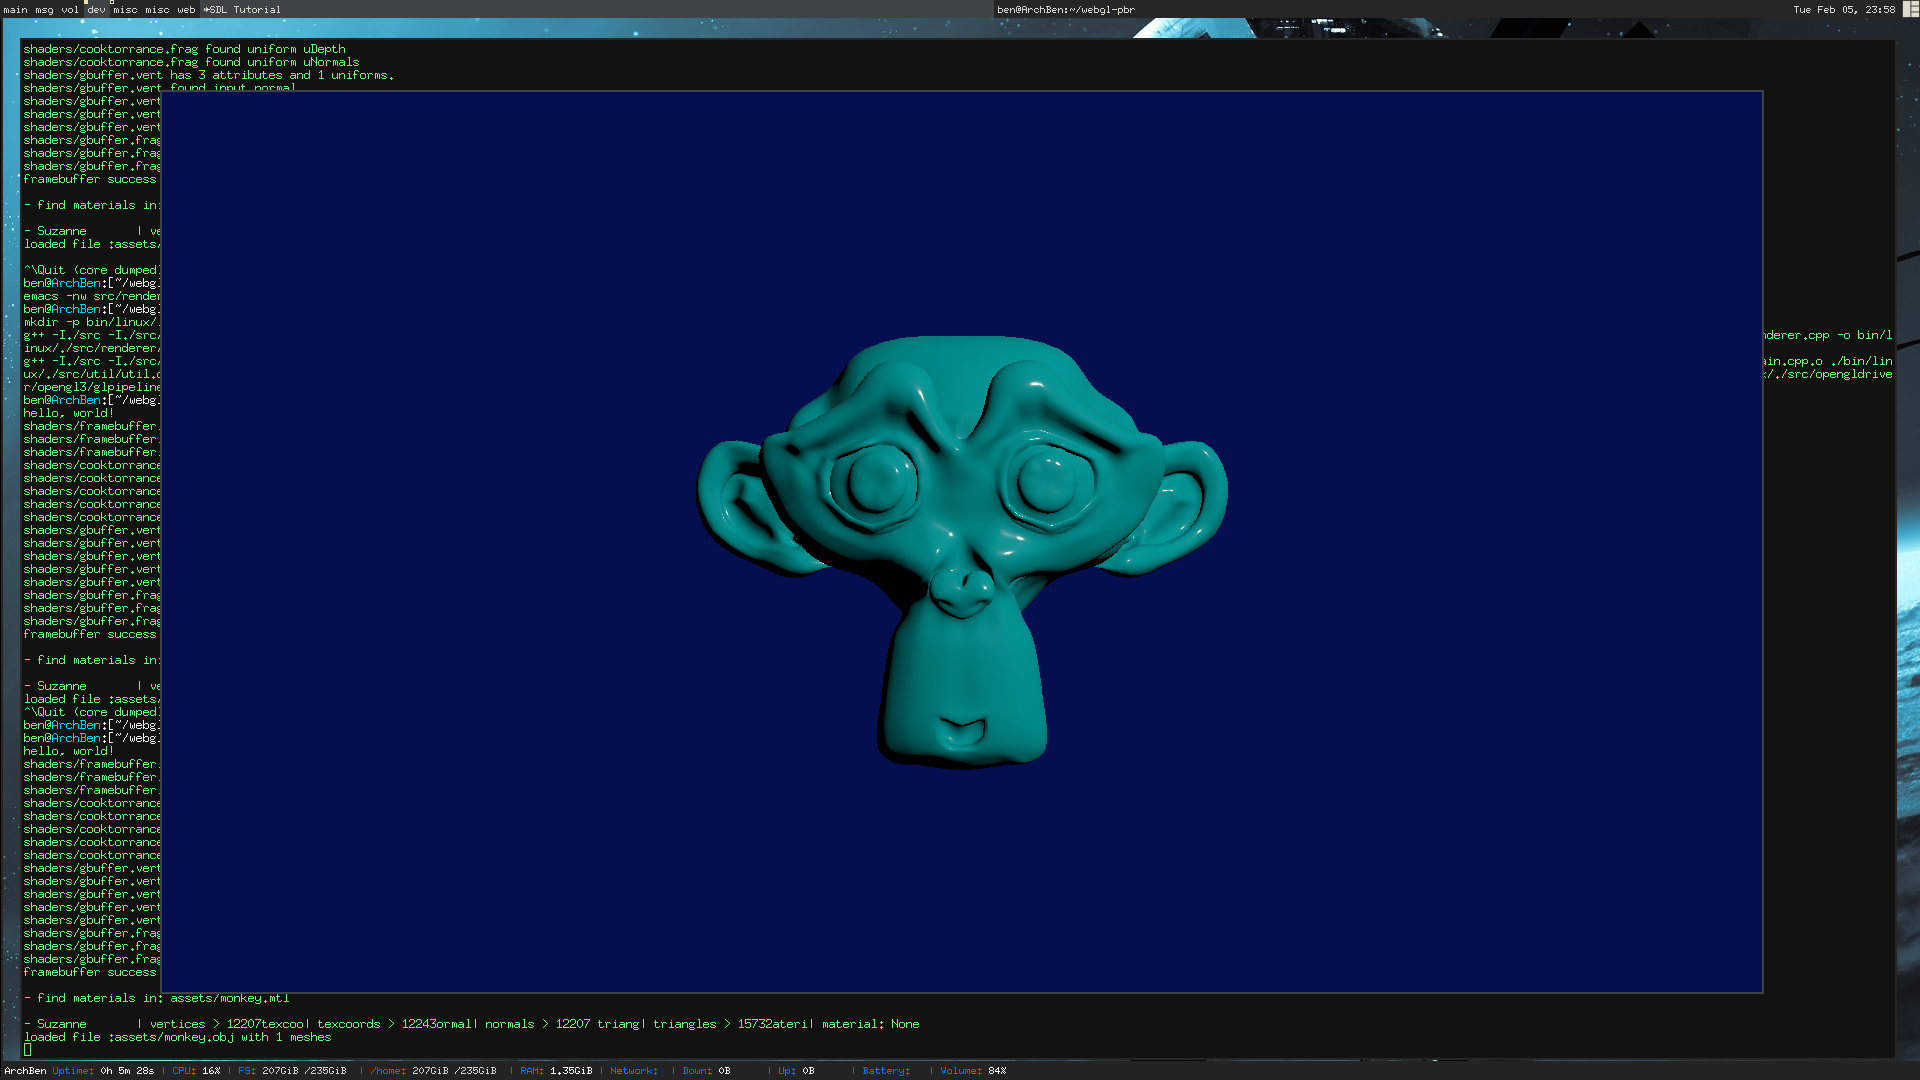 main msg vol dev misc misc web *SDL Tutorial ben@ArchBen:~/webgl-pbr Tue Feb 05, 23:58
shaders/cooktorrance.frag found uniform uDepth
shaders/cooktorrance.frag found uniform uNormals
shaders/gbuffer.vert has 3 attributes and 1 uniforms.
shaders/gbuffer.vert found input normal
shaders/gbuffer.vert
shaders/gbuffer.vert
shaders/gbuffer.vert
shaders/gbuffer.frag
shaders/gbuffer.frag
shaders/gbuffer.frag
framebuffer success
- find materials in:
- Suzanne | ve
loaded file :assets/
^\Quit (core dumped)
ben@ArchBen:[~/webgl
emacs -nw src/render
ben@ArchBen:[~/webgl
mkdir -p bin/linux/.
g++ -I./src -I./src/ nderer.cpp -o bin/l
inux/./src/renderer/
g++ -I./src -I./src/ ain.cpp.o ./bin/lin
ux/./src/util/util.c x/./src/opengldrive
r/opengl3/glpipeline
ben@ArchBen:[~/webgl
hello, world!
shaders/framebuffer.
shaders/framebuffer.
shaders/framebuffer.
shaders/cooktorrance
shaders/cooktorrance
shaders/cooktorrance
shaders/cooktorrance
shaders/cooktorrance
shaders/gbuffer.vert
shaders/gbuffer.vert
shaders/gbuffer.vert
shaders/gbuffer.vert
shaders/gbuffer.vert
shaders/gbuffer.frag
shaders/gbuffer.frag
shaders/gbuffer.frag
framebuffer success
- find materials in:
- Suzanne | ve
loaded file :assets/
^\Quit (core dumped)
ben@ArchBen:[~/webgl
ben@ArchBen:[~/webgl
hello, world!
shaders/framebuffer.
shaders/framebuffer.
shaders/framebuffer.
shaders/cooktorrance
shaders/cooktorrance
shaders/cooktorrance
shaders/cooktorrance
shaders/cooktorrance
shaders/gbuffer.vert
shaders/gbuffer.vert
shaders/gbuffer.vert
shaders/gbuffer.vert
shaders/gbuffer.vert
shaders/gbuffer.frag
shaders/gbuffer.frag
shaders/gbuffer.frag
framebuffer success
- find materials in: assets/monkey.mtl
- Suzanne | vertices > 12207texcoo| texcoords > 12243ormal| normals > 12207 triang| triangles > 15732ateri| material: None
loaded file :assets/monkey.obj with 1 meshes
ArchBen Uptime: 0h 5m 28s | CPU: 16% | FS: 207GiB /235GiB | /home: 207GiB /235GiB | RAM: 1.35GiB | Network: | Down: 0B | Up: 0B | Battery: | Volume: 84%